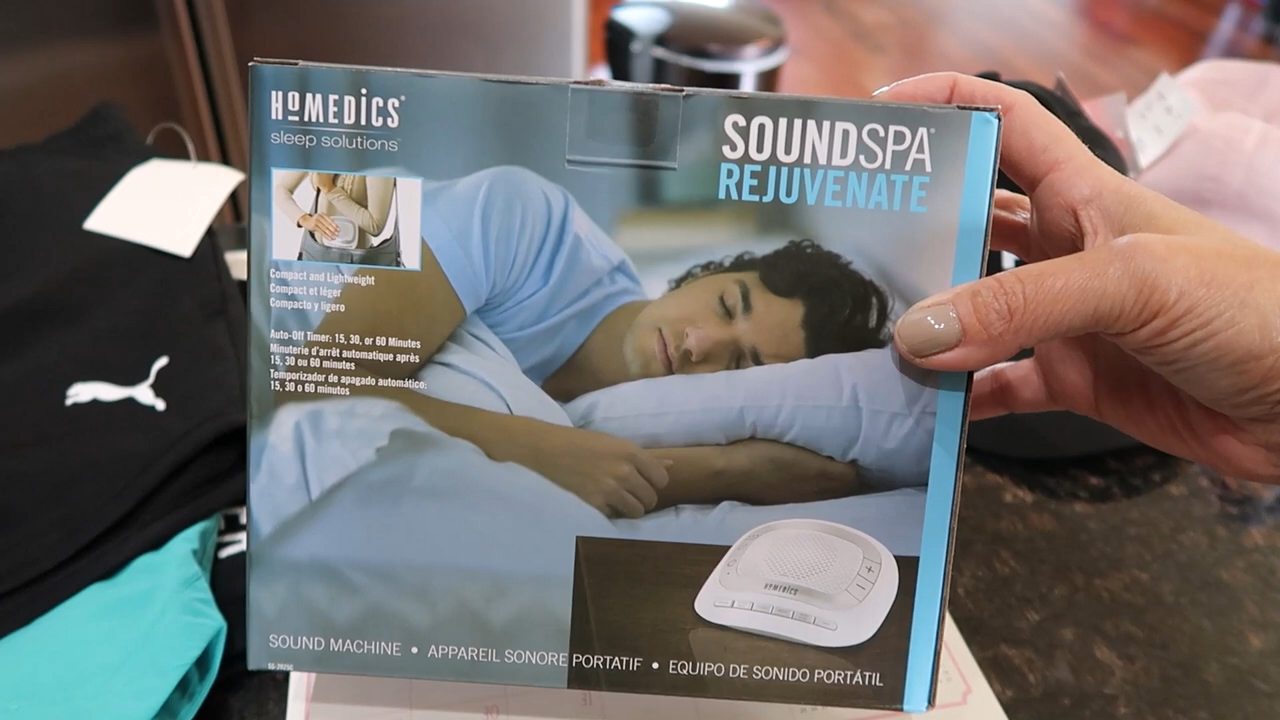 HOMEDICS
sleep solutions
SOUNDSPA
REJUVENATE
Compact and Lightweight
Compact et léger
Compacto y ligero
Auto-Off Timer: 15, 30, or 60 Minutes
Minuterie d'arrêt automatique après
15, 30 ou 60 minutes
Temporizador de apagado automático:
15, 30 o 60 minutos
HOMEDICS
SOUND MACHINE • APPAREIL SONORE PORTATIF • EQUIPO DE SONIDO PORTÁTIL